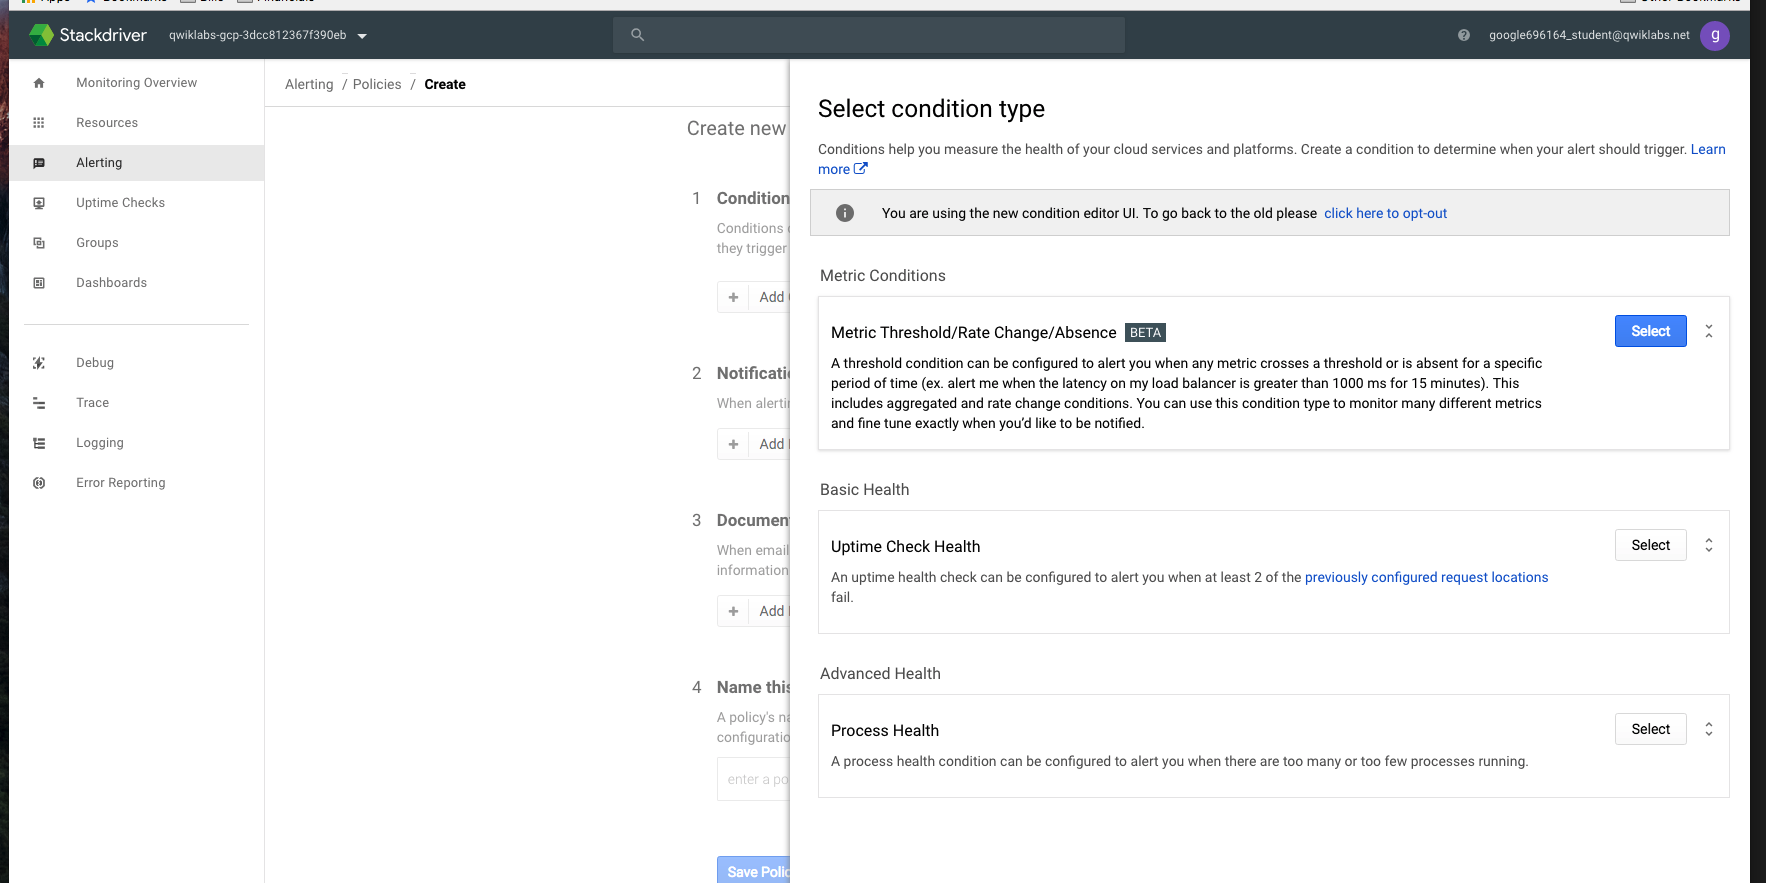 Apps Bookmarks Bills Financials Other Bookmarks
Stackdriver qwiklabs-gcp-3dcc812367f390eb google696164_student@qwiklabs.net g
Monitoring Overview
Resources
Alerting
Uptime Checks
Groups
Dashboards
Debug
Trace
Logging
Error Reporting
Alerting / Policies / Create
Create new
1 Condition
Conditions
they trigger
+ Add
2 Notificati
When alerti
+ Add
3 Documen
When email
information
+ Add
4 Name this
A policy's na
configuratio
enter a po
Save Polic
Select condition type
Conditions help you measure the health of your cloud services and platforms. Create a condition to determine when your alert should trigger. Learn
more
You are using the new condition editor UI. To go back to the old please click here to opt-out
Metric Conditions
Metric Threshold/Rate Change/Absence BETA
Select
A threshold condition can be configured to alert you when any metric crosses a threshold or is absent for a specific
period of time (ex. alert me when the latency on my load balancer is greater than 1000 ms for 15 minutes). This
includes aggregated and rate change conditions. You can use this condition type to monitor many different metrics
and fine tune exactly when you’d like to be notified.
Basic Health
Uptime Check Health
Select
An uptime health check can be configured to alert you when at least 2 of the previously configured request locations
fail.
Advanced Health
Process Health
Select
A process health condition can be configured to alert you when there are too many or too few processes running.